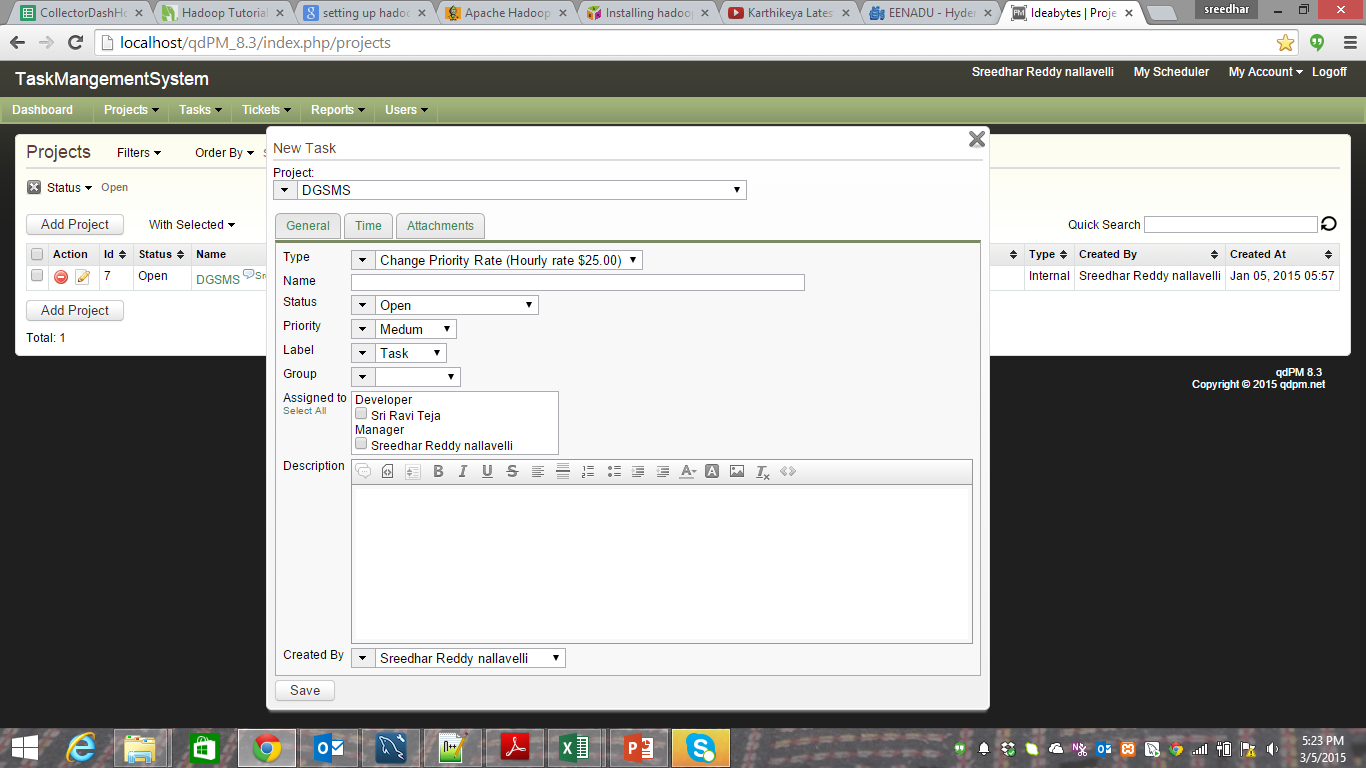 CollectorDashHo
Hadoop Tutorial
setting up hadoo
Apache Hadoop
Installing hadoop
Karthikeya Lates
EENADU - Hyder
Ideabytes | Proje
sreedhar
localhost/qdPM_8.3/index.php/projects
TaskMangementSystem
Sreedhar Reddy nallavelli My Scheduler My Account Logoff
Dashboard Projects Tasks Tickets Reports Users
Projects Filters Order By
Status Open
Add Project With Selected
Quick Search
Action Id Status Name
Type Created By Created At
7 Open DGSMS
Internal Sreedhar Reddy nallavelli Jan 05, 2015 05:57
Add Project
Total: 1
qdPM 8.3
Copyright © 2015 qdpm.net
New Task
Project:
DGSMS
General Time Attachments
Type Change Priority Rate (Hourly rate $25.00)
Name
Status Open
Priority Medum
Label Task
Group
Assigned to
Select All
Developer
Sri Ravi Teja
Manager
Sreedhar Reddy nallavelli
Description
Created By Sreedhar Reddy nallavelli
Save
5:23 PM
3/5/2015